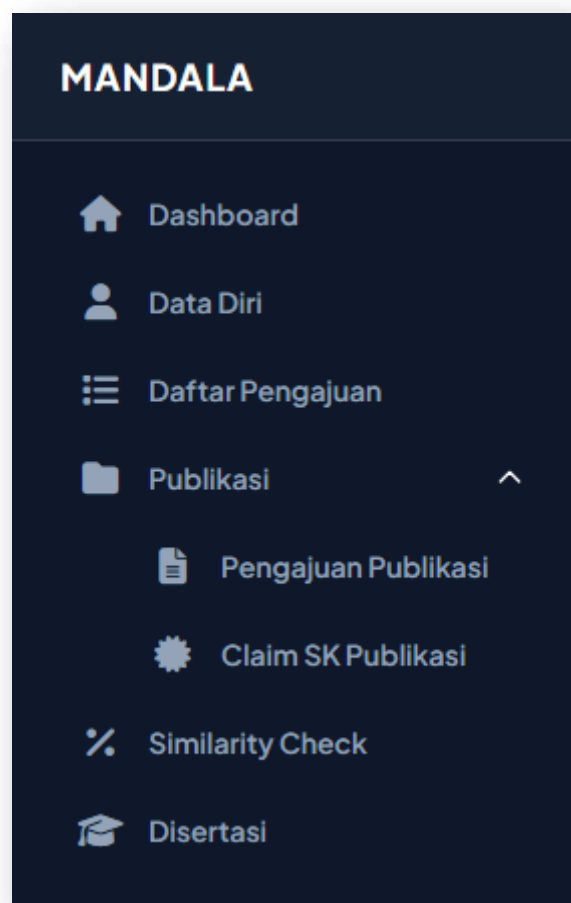 MANDALA
Dashboard
Data Diri
Daftar Pengajuan
Publikasi
Pengajuan Publikasi
Claim SK Publikasi
Similarity Check
Disertasi